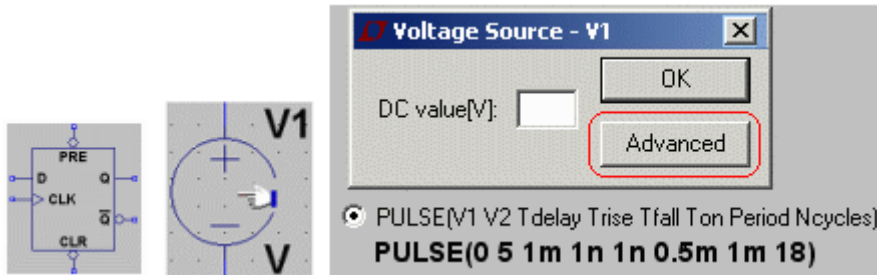 PRE
D Q
CLK
Q
CLR
V1
V
Voltage Source - V1
OK
DC value[V]:
Advanced
PULSE(V1 V2 Tdelay Trise Tfall Ton Period Ncycles)
PULSE(0 5 1m 1n 1n 0.5m 1m 18)